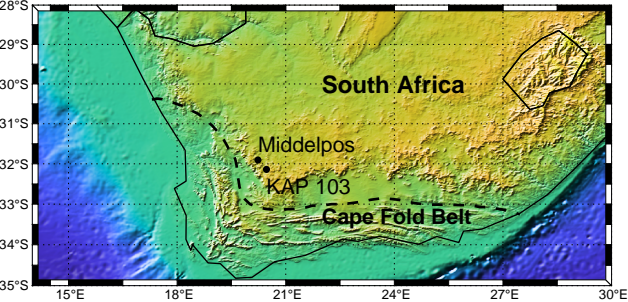 28°S
29°S
30°S
South Africa
31°S
Middelpos
32°S
KAP 103
33°S
Cape Fold Belt
34°S
35°S
15°E 18°E 21°E 24°E 27°E 30°E